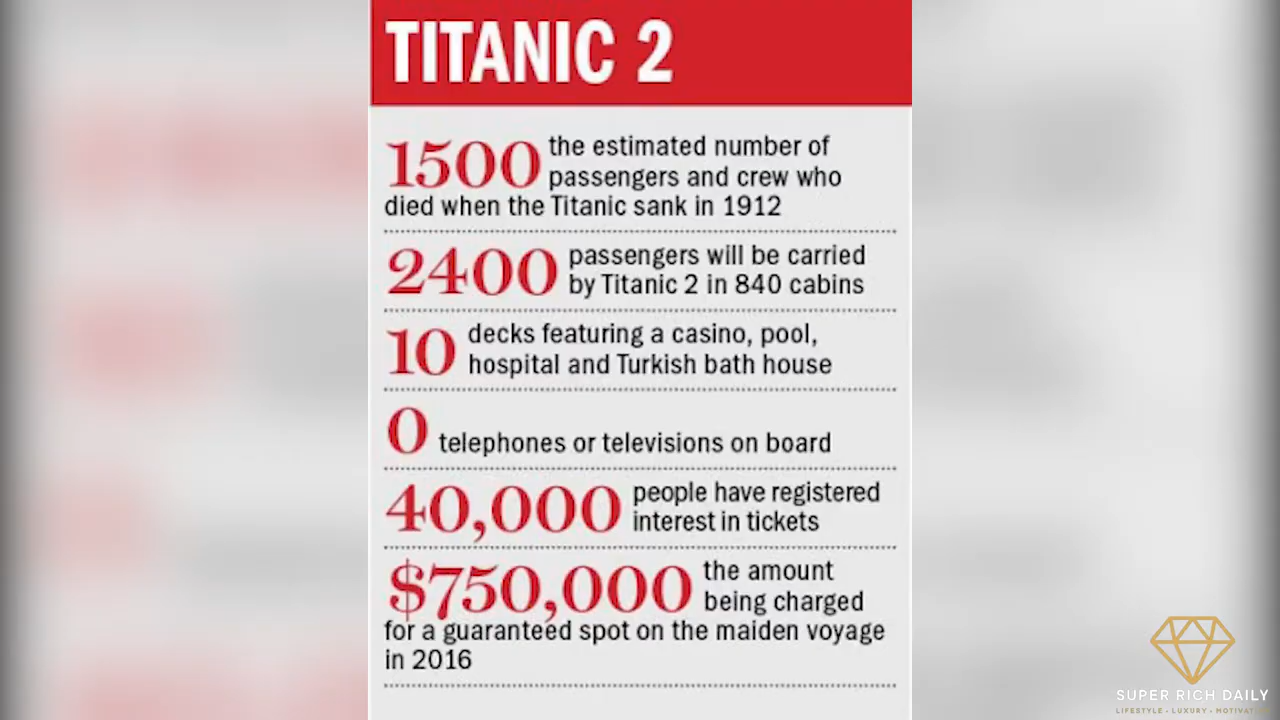 TITANIC 2
1500 the estimated number of
passengers and crew who
died when the Titanic sank in 1912
2400 passengers will be carried
by Titanic 2 in 840 cabins
10 decks featuring a casino, pool,
hospital and Turkish bath house
0 telephones or televisions on board
40,000 people have registered
interest in tickets
$750,000 the amount
being charged
for a guaranteed spot on the maiden voyage
in 2016
SUPER RICH DAILY
LIFESTYLE - LUXURY - MOTIVATION